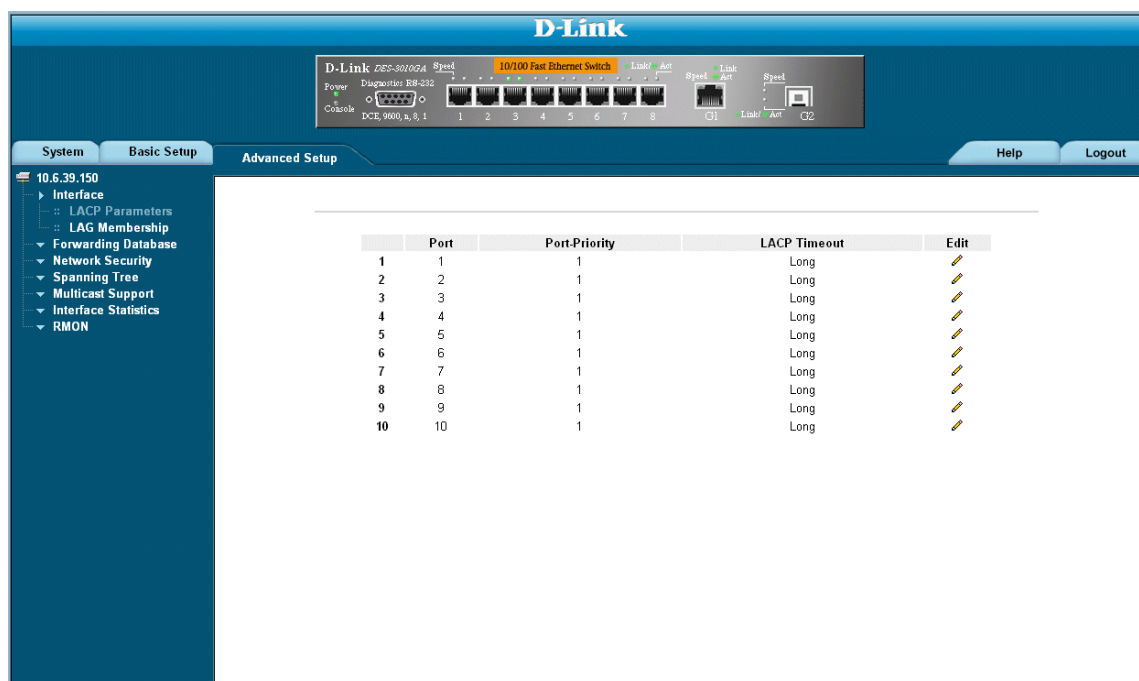 D-Link
D-Link DES-3010GA Speed 10/100 Fast Ethernet Switch Link/ Act
Power Diagnostics RS-232
Console
DCE, 9600, n, 8, 1
1 2 3 4 5 6 7 8
Speed Link Act Speed
G1 Link/ Act G2
System Basic Setup Advanced Setup Help Logout
10.6.39.150
Interface
:: LACP Parameters
:: LAG Membership
Forwarding Database
Network Security
Spanning Tree
Multicast Support
Interface Statistics
RMON
Port Port-Priority LACP Timeout Edit
1 1 1 Long
2 2 1 Long
3 3 1 Long
4 4 1 Long
5 5 1 Long
6 6 1 Long
7 7 1 Long
8 8 1 Long
9 9 1 Long
10 10 1 Long